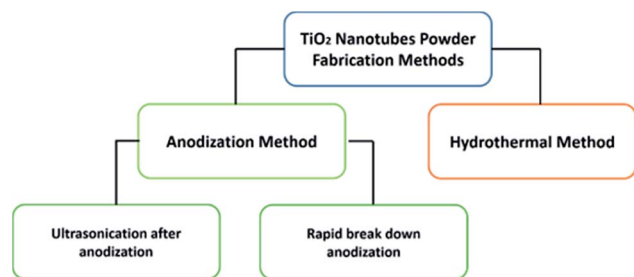 TiO₂ Nanotubes Powder
Fabrication Methods
Anodization Method
Hydrothermal Method
Ultrasonication after
anodization
Rapid break down
anodization